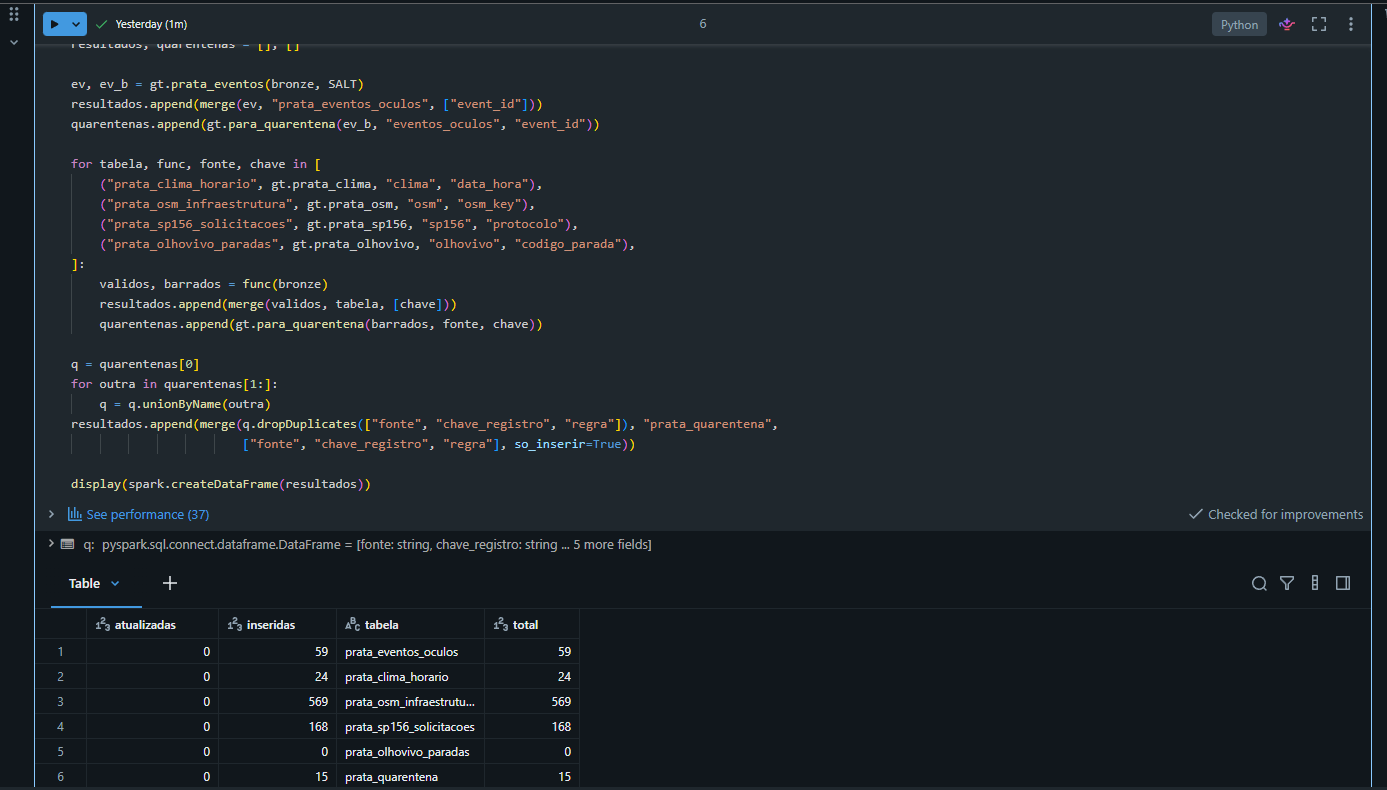 Yesterday (1m)
6
Python
resultados, quarentenas = [], []
ev, ev_b = gt.prata_eventos(bronze, SALT)
resultados.append(merge(ev, "prata_eventos_oculos", ["event_id"]))
quarentenas.append(gt.para_quarentena(ev_b, "eventos_oculos", "event_id"))
for tabela, func, fonte, chave in [
("prata_clima_horario", gt.prata_clima, "clima", "data_hora"),
("prata_osm_infraestrutura", gt.prata_osm, "osm", "osm_key"),
("prata_sp156_solicitacoes", gt.prata_sp156, "sp156", "protocolo"),
("prata_olhovivo_paradas", gt.prata_olhovivo, "olhovivo", "codigo_parada"),
]:
validos, barrados = func(bronze)
resultados.append(merge(validos, tabela, [chave]))
quarentenas.append(gt.para_quarentena(barrados, fonte, chave))
q = quarentenas[0]
for outra in quarentenas[1:]:
q = q.unionByName(outra)
resultados.append(merge(q.dropDuplicates(["fonte", "chave_registro", "regra"]), "prata_quarentena",
["fonte", "chave_registro", "regra"], so_inserir=True))
display(spark.createDataFrame(resultados))
See performance (37)
Checked for improvements
q: pyspark.sql.connect.dataframe.DataFrame = [fonte: string, chave_registro: string ... 5 more fields]
Table
atualizadas inseridas tabela total
1 0 59 prata_eventos_oculos 59
2 0 24 prata_clima_horario 24
3 0 569 prata_osm_infraestrutu... 569
4 0 168 prata_sp156_solicitacoes 168
5 0 0 prata_olhovivo_paradas 0
6 0 15 prata_quarentena 15